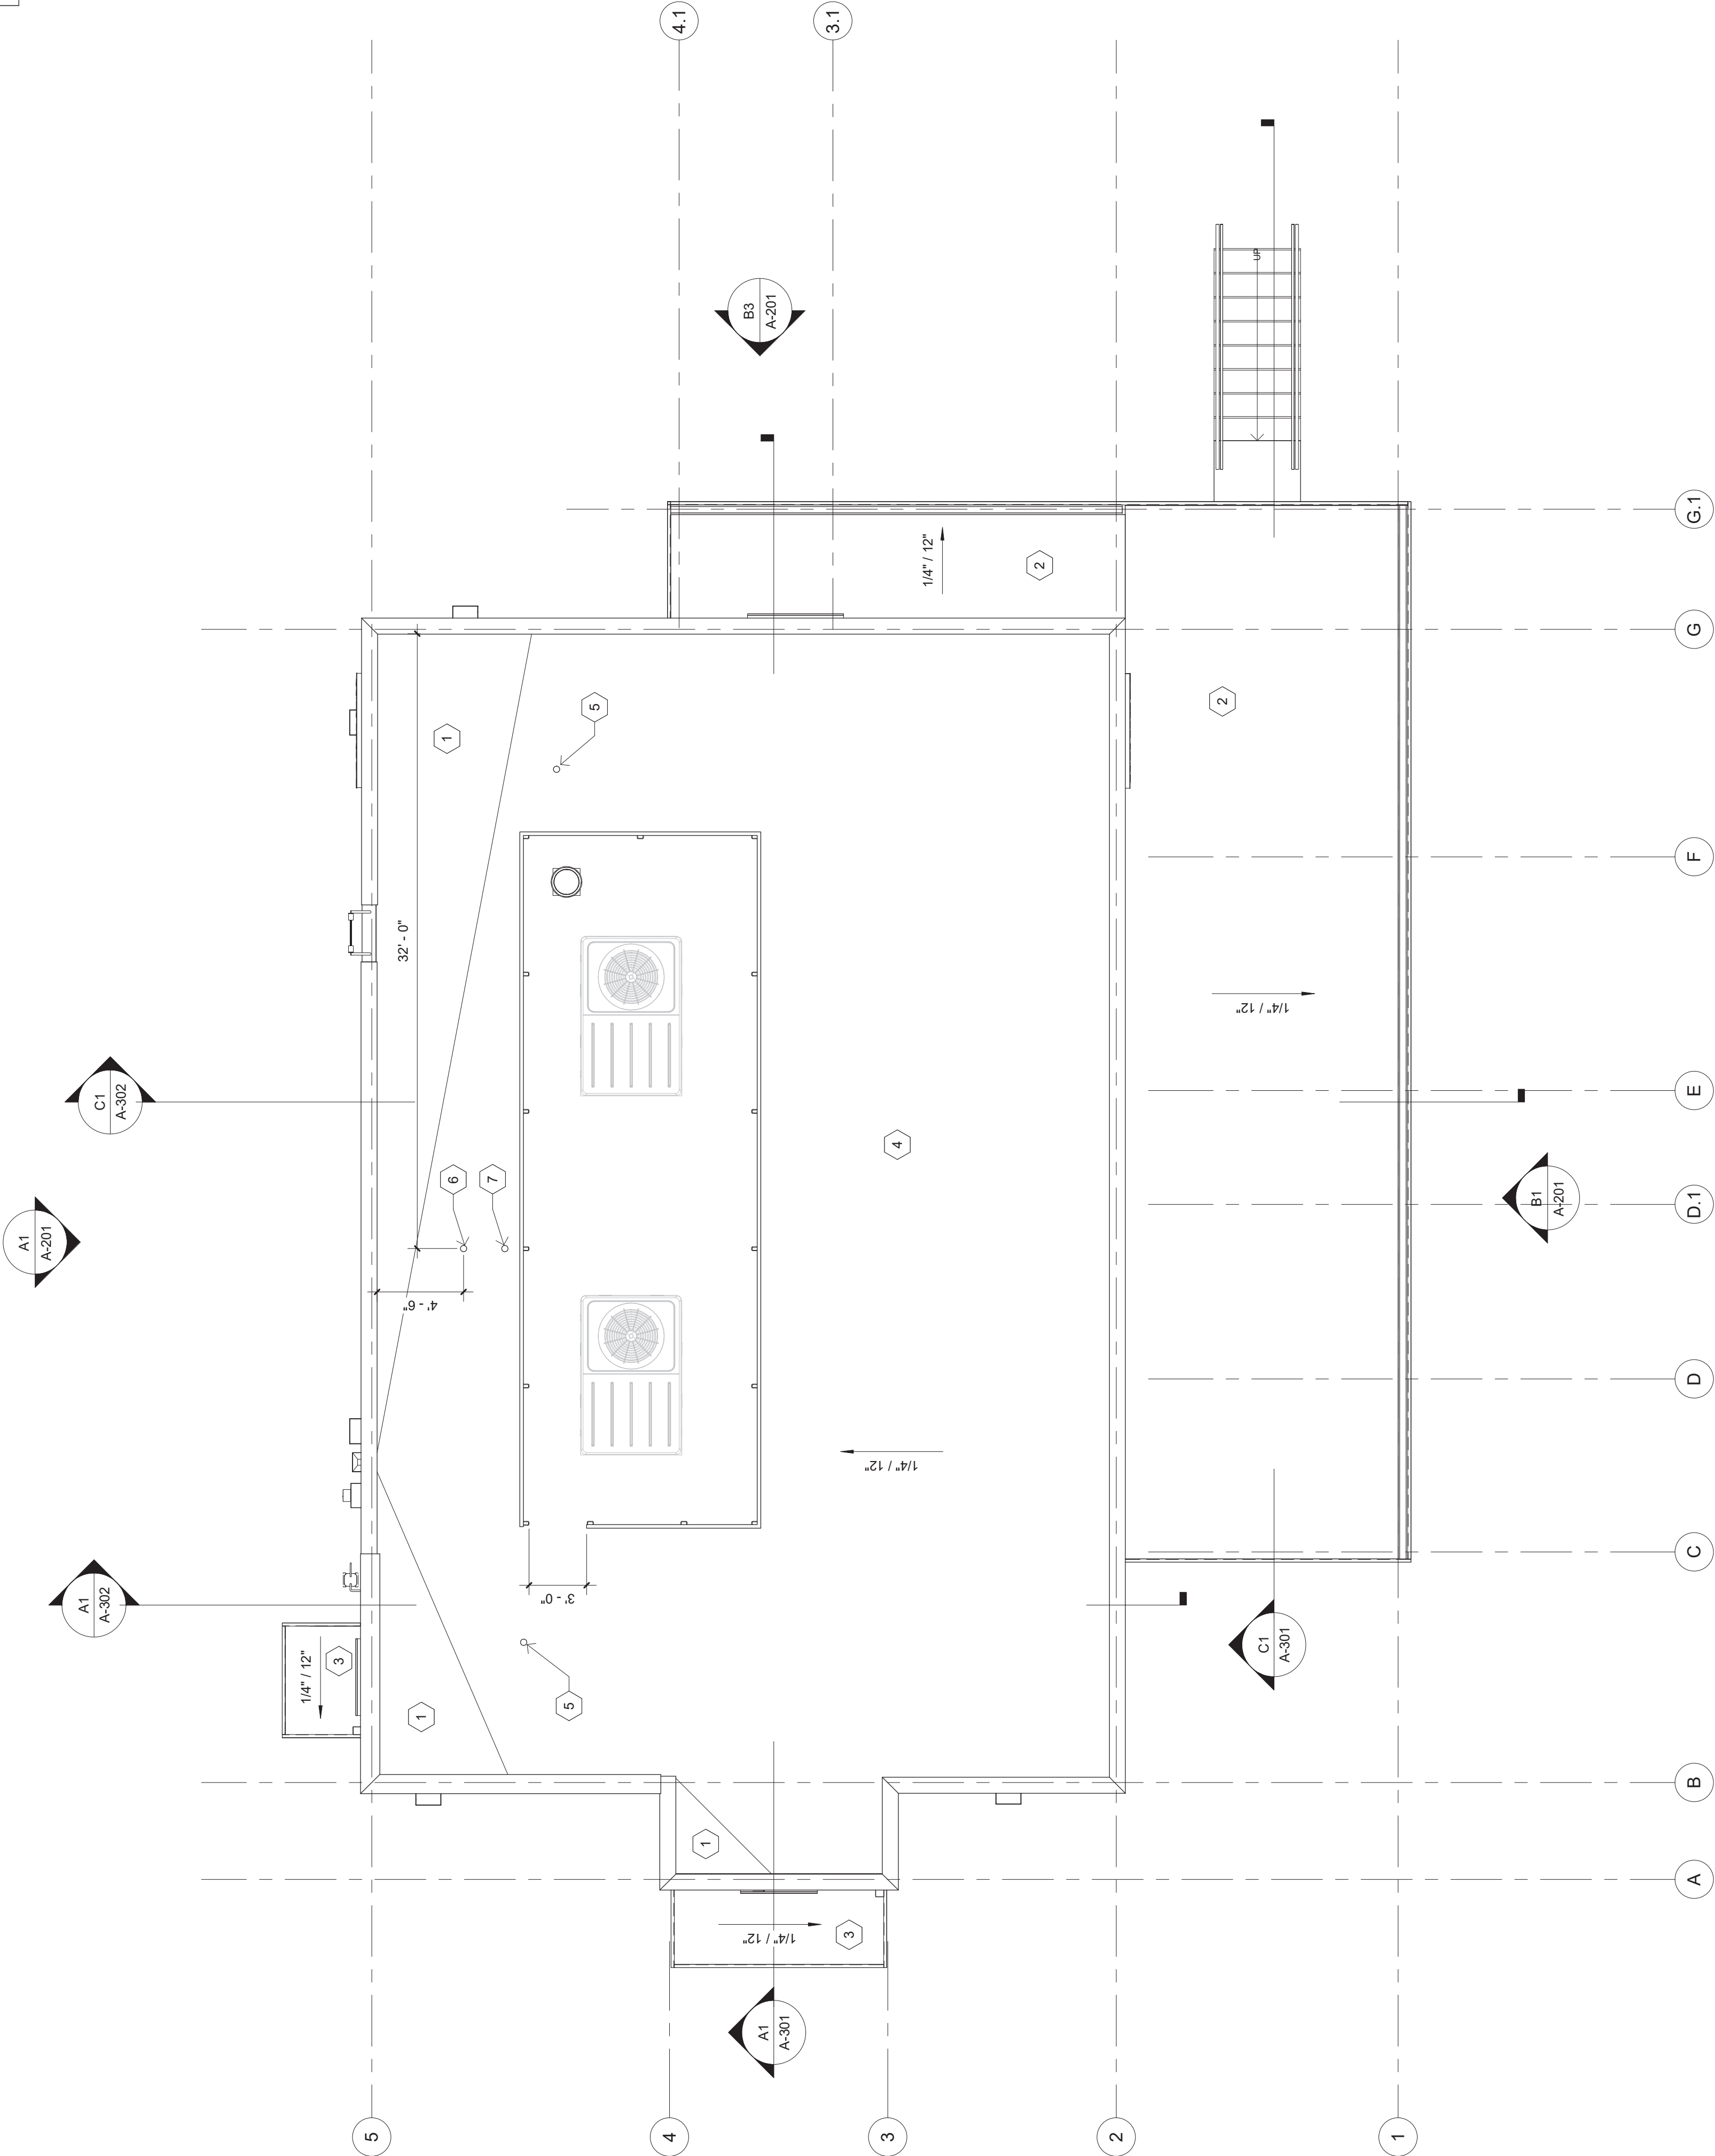 4.1
3.1
B3
A-201
UP
G.1
1/4" / 12"
2
G
1
5
2
32' - 0"
F
1/4" / 12"
C1
A-302
E
6
7
4
A1
A-201
B1
A-201
D.1
4' - 6"
D
1/4" / 12"
C
A1
A-302
3' - 0"
C1
A-301
1/4" / 12"
3
1
5
B
1
A
1/4" / 12"
3
A1
A-301
5
4
3
2
1